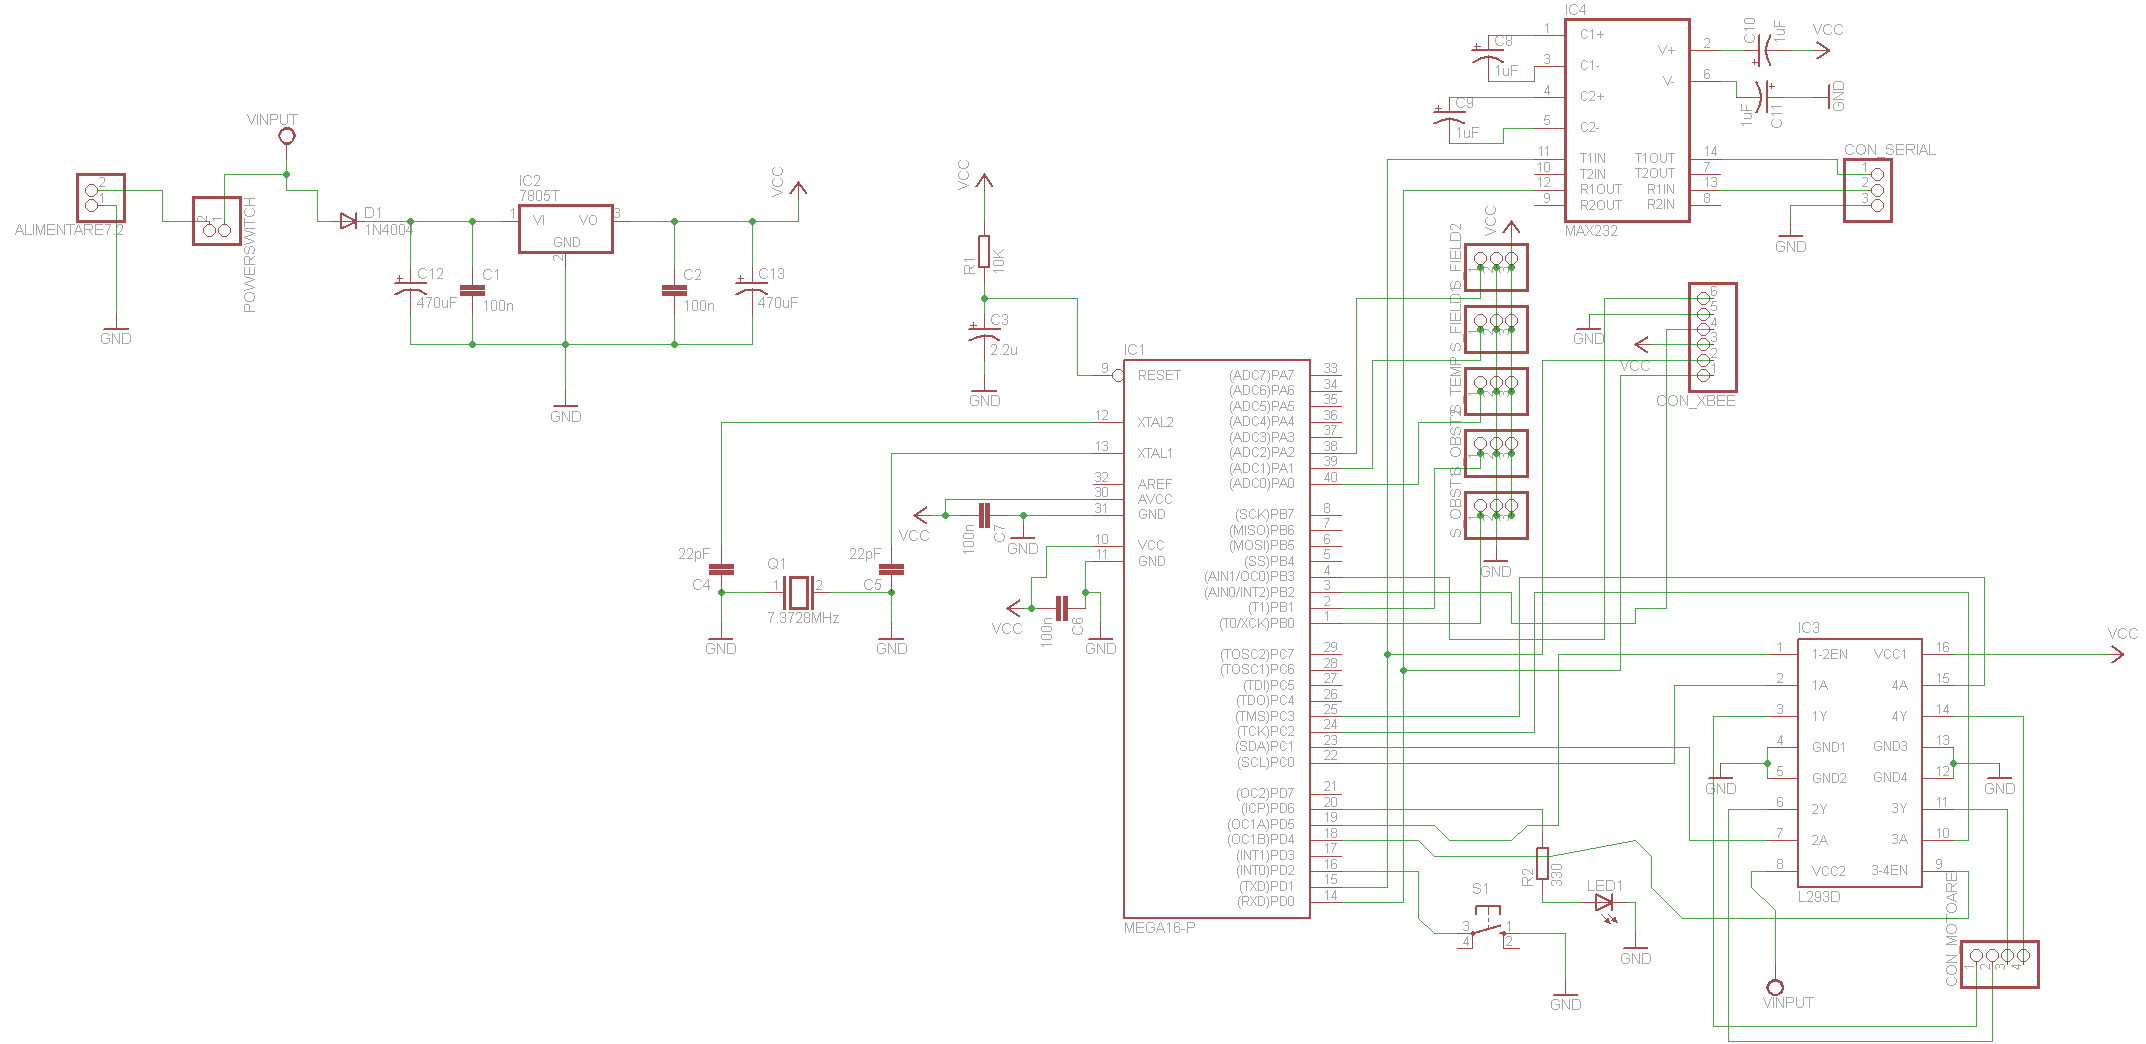 ALIMENTARE7.2
2
1
POWERSWITCH
2
1
VINPUT
GND
D1
1N4004
C12
470uF
C1
100n
IC2
7805T
1
VI
VO
3
GND
2
GND
C2
100n
C13
470uF
VCC
VCC
R1
10K
C3
2.2u
GND
22pF
C4
GND
Q1
1
2
7.3728MHz
22pF
C5
GND
VCC
100n
C7
GND
VCC
100n
C6
GND
IC1
9 RESET
12 XTAL2
13 XTAL1
32 AREF
30 AVCC
31 GND
10 VCC
11 GND
(ADC7)PA7 33
(ADC6)PA6 34
(ADC5)PA5 35
(ADC4)PA4 36
(ADC3)PA3 37
(ADC2)PA2 38
(ADC1)PA1 39
(ADC0)PA0 40
(SCK)PB7 8
(MISO)PB6 7
(MOSI)PB5 6
(SS)PB4 5
(AIN1/OC0)PB3 4
(AIN0/INT2)PB2 3
(T1)PB1 2
(T0/XCK)PB0 1
(TOSC2)PC7 29
(TOSC1)PC6 28
(TDI)PC5 27
(TDO)PC4 26
(TMS)PC3 25
(TCK)PC2 24
(SDA)PC1 23
(SCL)PC0 22
(OC2)PD7 21
(ICP)PD6 20
(OC1A)PD5 19
(OC1B)PD4 18
(INT1)PD3 17
(INT0)PD2 16
(TXD)PD1 15
(RXD)PD0 14
MEGA16-P
C8
1uF
C9
1uF
IC4
1 C1+
3 C1-
4 C2+
5 C2-
11 T1IN
10 T2IN
12 R1OUT
9 R2OUT
V+ 2
V- 6
T1OUT 14
T2OUT 7
R1IN 13
R2IN 8
MAX232
C10
1uF
VCC
1uF
C11
GND
CON_SERIAL
1
2
3
GND
VCC
S_FIELD2
1 2 3
S_FIELD1
1 2 3
S_TEMP
1 2 3
S_OBST2
1 2 3
S_OBST1
1 2 3
GND
6
5
4
3
2
1
CON_XBEE
GND
VCC
IC3
1 1-2EN
2 1A
3 1Y
4 GND1
5 GND2
6 2Y
7 2A
8 VCC2
VCC1 16
4A 15
4Y 14
GND3 13
GND4 12
3Y 11
3A 10
3-4EN 9
L293D
VCC
GND
GND
R2
330
LED1
GND
S1
3
4
1
2
GND
VINPUT
CON_MOTOARE
1
2
3
4